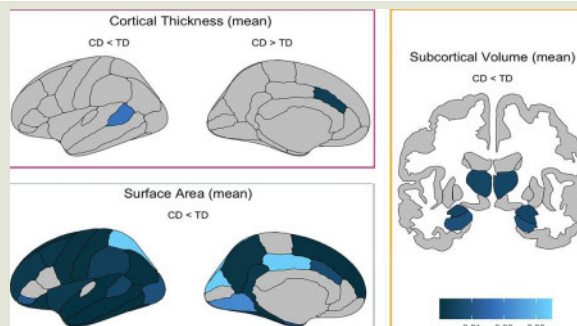 Cortical Thickness (mean)
CD < TD
CD > TD
Subcortical Volume (mean)
CD < TD
Surface Area (mean)
CD < TD